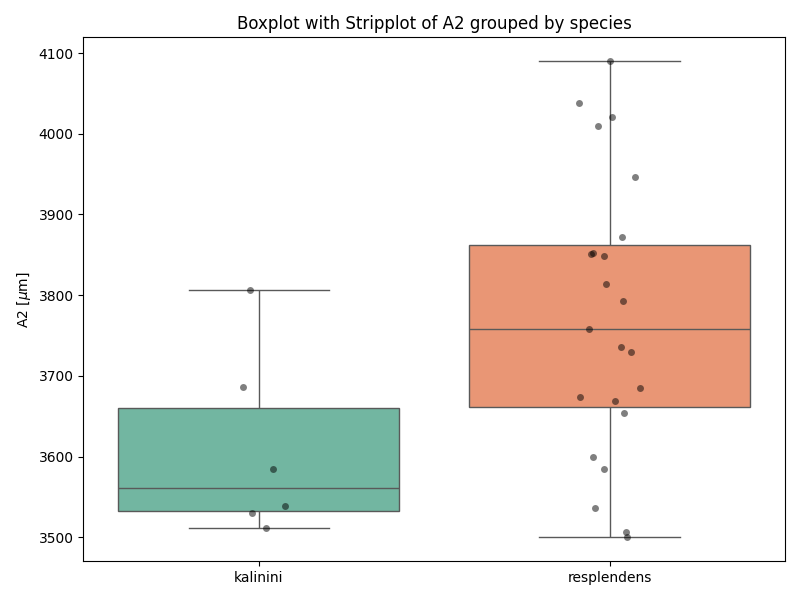 Boxplot with Stripplot of A2 grouped by species
4100
4000
3900
3800
3700
3600
3500
A2 [μm]
kalinini
resplendens